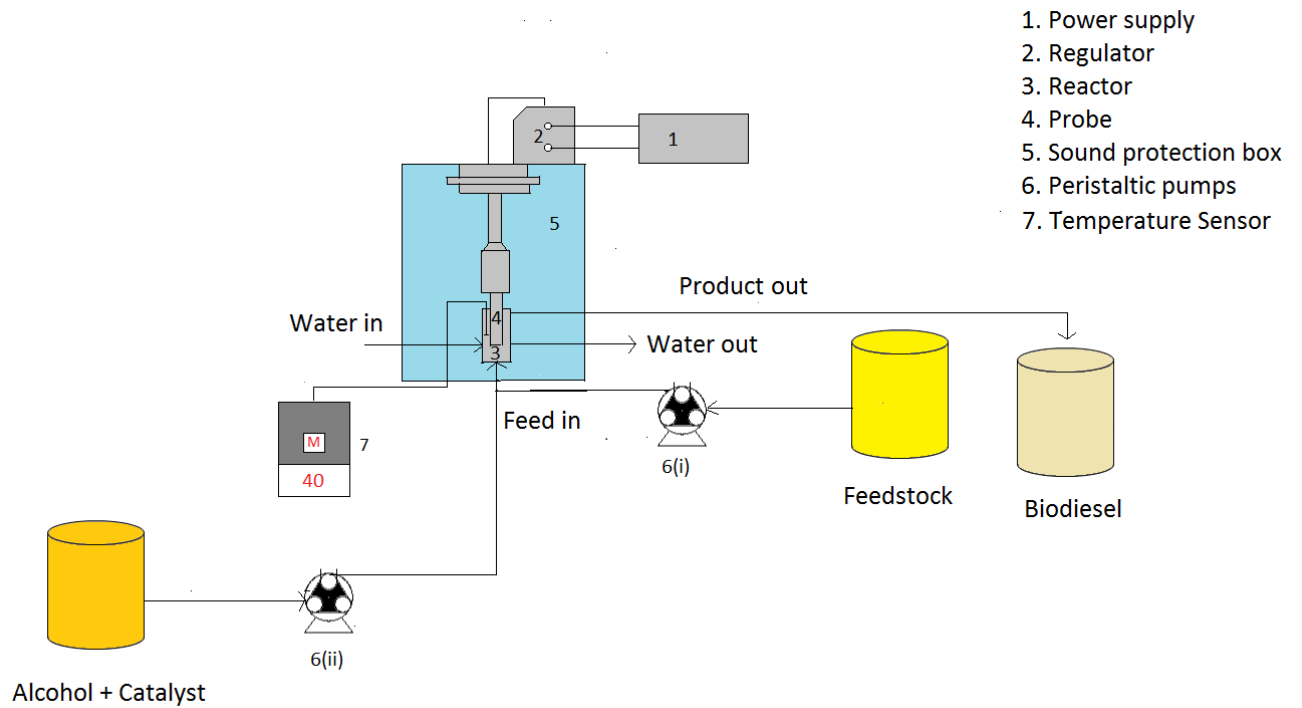 1. Power supply
2. Regulator
3. Reactor
4. Probe
5. Sound protection box
6. Peristaltic pumps
7. Temperature Sensor
2
1
5
Product out
Water in
4
Water out
3
Feed in
M
7
40
6(i)
Feedstock
Biodiesel
6(ii)
Alcohol + Catalyst